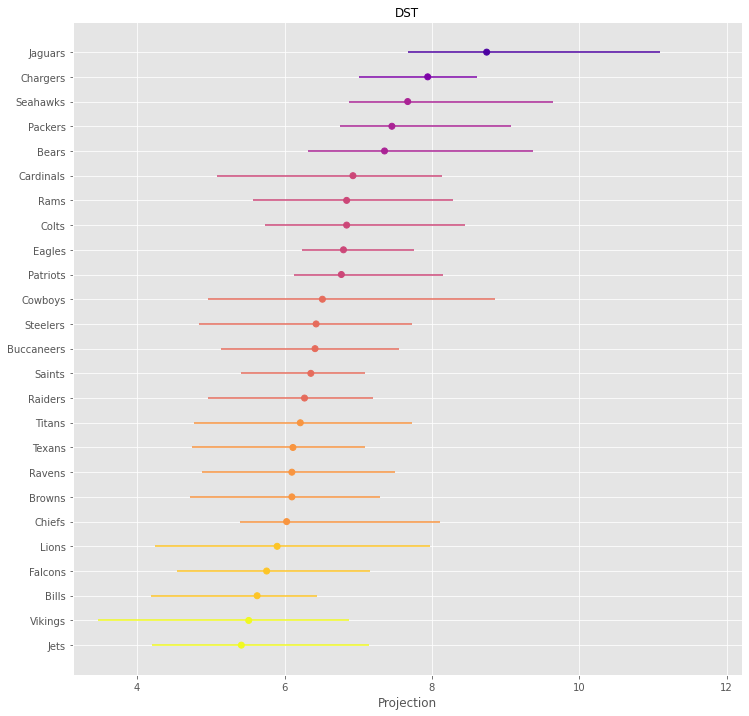 DST
Jaguars
Chargers
Seahawks
Packers
Bears
Cardinals
Rams
Colts
Eagles
Patriots
Cowboys
Steelers
Buccaneers
Saints
Raiders
Titans
Texans
Ravens
Browns
Chiefs
Lions
Falcons
Bills
Vikings
Jets
4 6 8 10 12
Projection